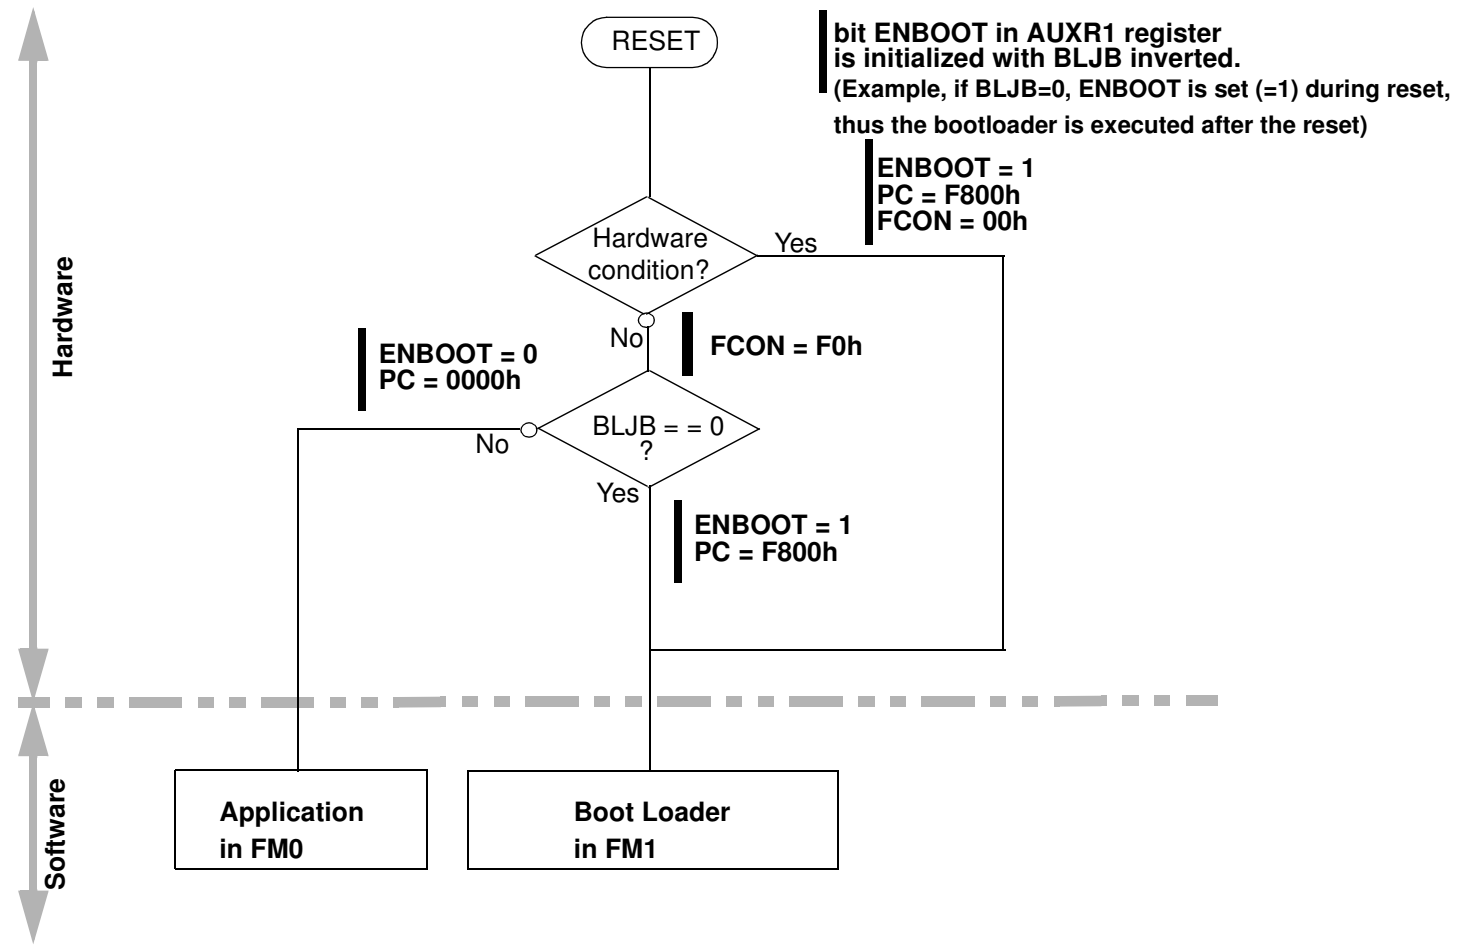 RESET
bit ENBOOT in AUXR1 register
is initialized with BLJB inverted.
(Example, if BLJB=0, ENBOOT is set (=1) during reset,
thus the bootloader is executed after the reset)
ENBOOT = 1
PC = F800h
FCON = 00h
Hardware
condition?
Yes
No
FCON = F0h
Hardware
ENBOOT = 0
PC = 0000h
BLJB = = 0
?
No
Yes
ENBOOT = 1
PC = F800h
Software
Application
in FM0
Boot Loader
in FM1